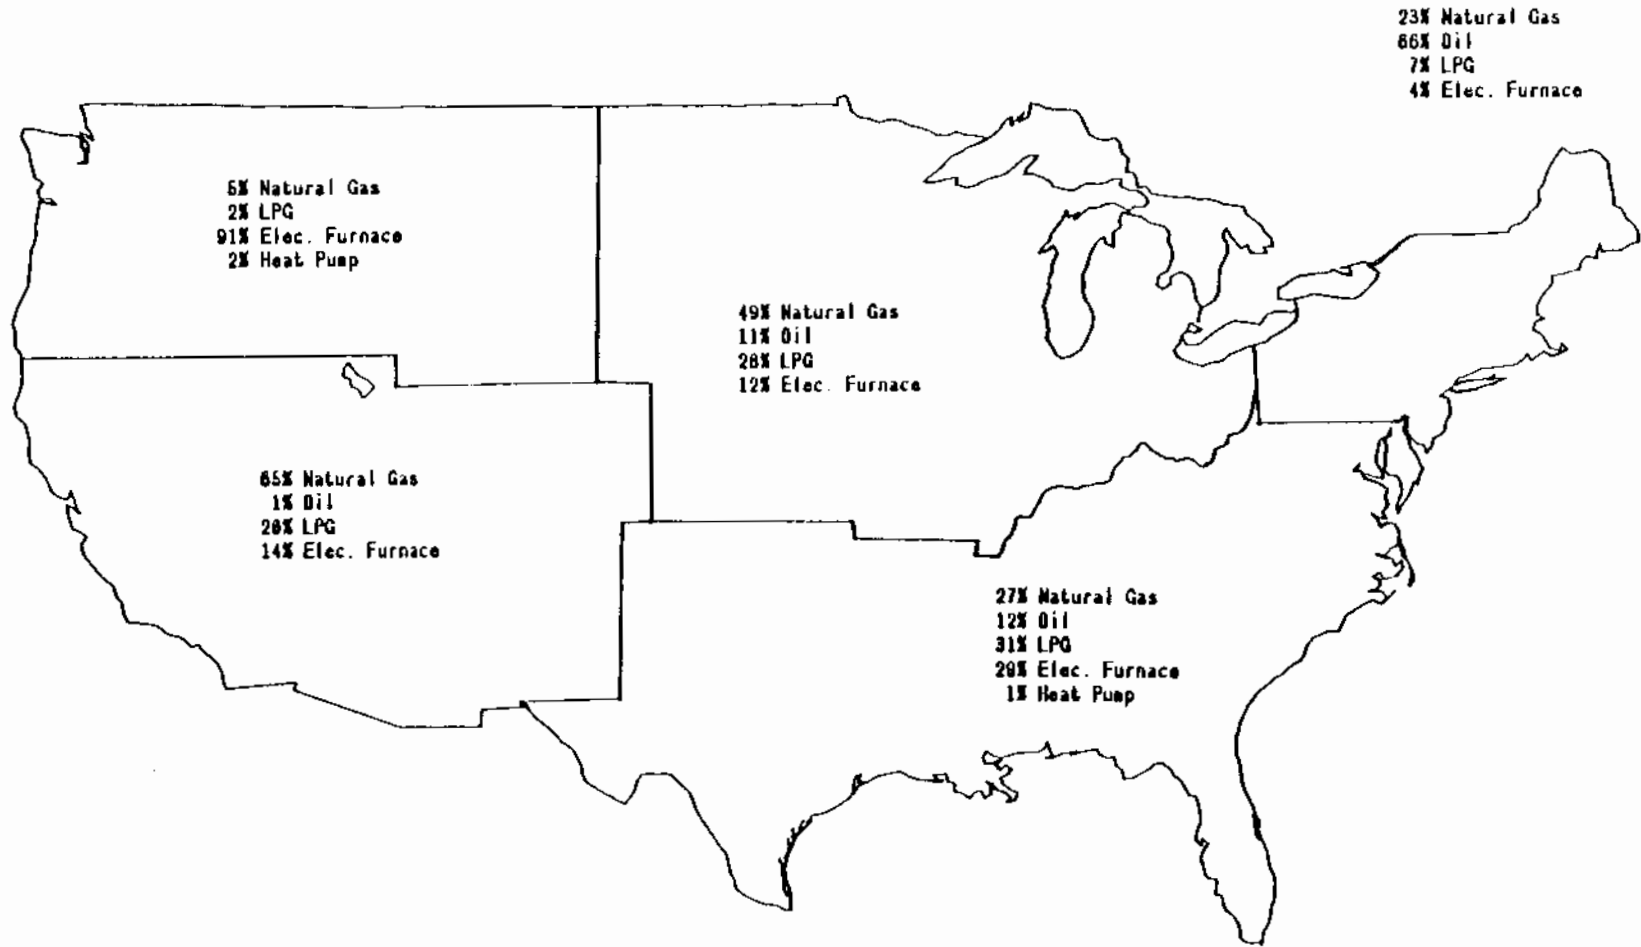 23% Natural Gas
66% Oil
7% LPG
4% Elec. Furnace
5% Natural Gas
2% LPG
91% Elec. Furnace
2% Heat Pump
49% Natural Gas
11% Oil
28% LPG
12% Elec. Furnace
65% Natural Gas
1% Oil
20% LPG
14% Elec. Furnace
27% Natural Gas
12% Oil
31% LPG
29% Elec. Furnace
1% Heat Pump